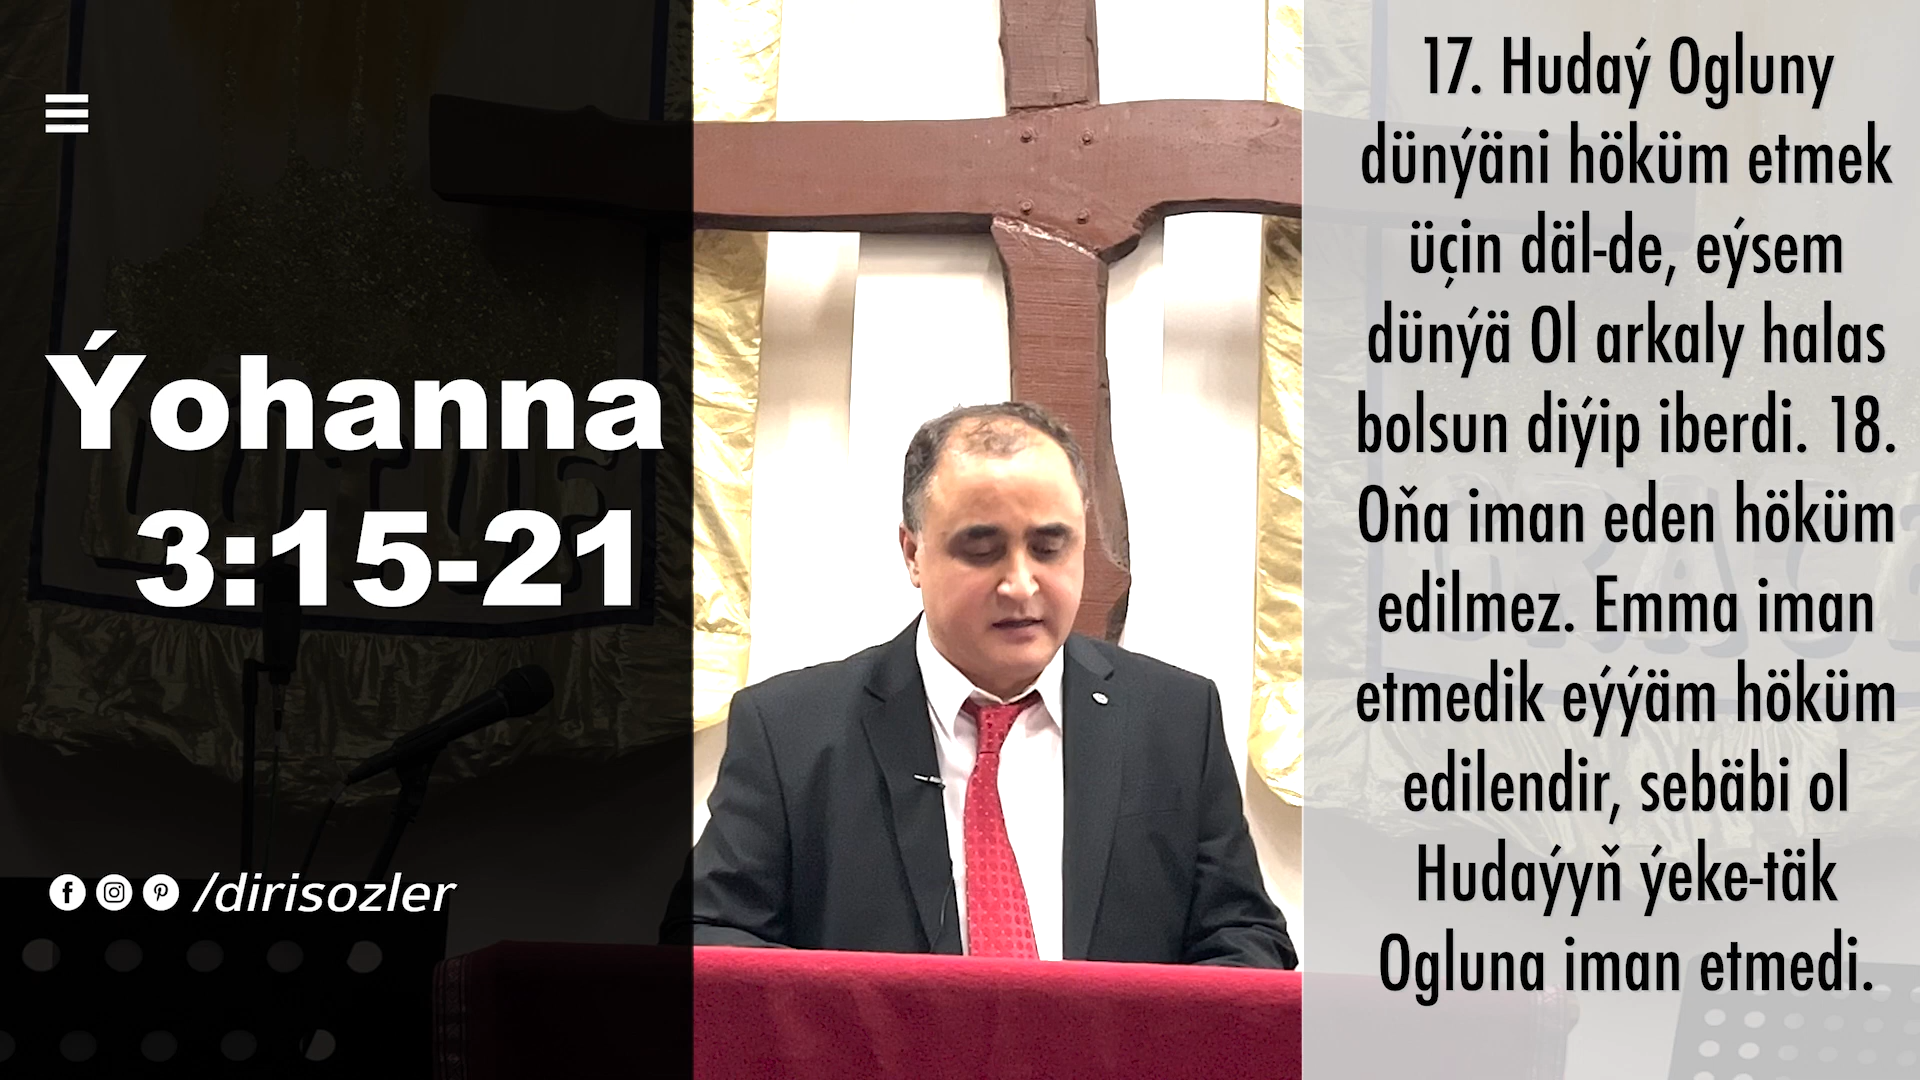 Ýohanna
3:15-21
/dirisozler
17. Hudaý Ogluny
dünýäni höküm etmek
üçin däl-de, eýsem
dünýä Ol arkaly halas
bolsun diýip iberdi. 18.
Oňa iman eden höküm
edilmez. Emma iman
etmedik eýýäm höküm
edilendir, sebäbi ol
Hudaýyň ýeke-täk
Ogluna iman etmedi.